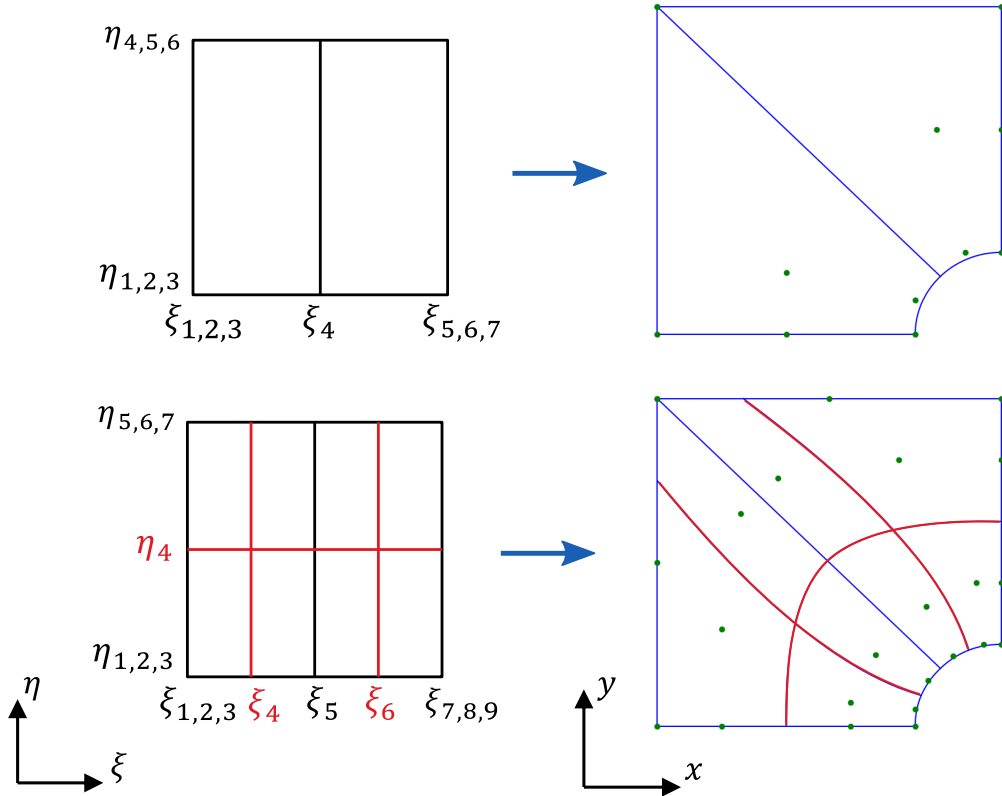 η4,5,6
η1,2,3
ξ1,2,3 ξ4 ξ5,6,7
η5,6,7
η4
η1,2,3
ξ1,2,3 ξ4 ξ5 ξ6 ξ7,8,9
η
ξ
y
x